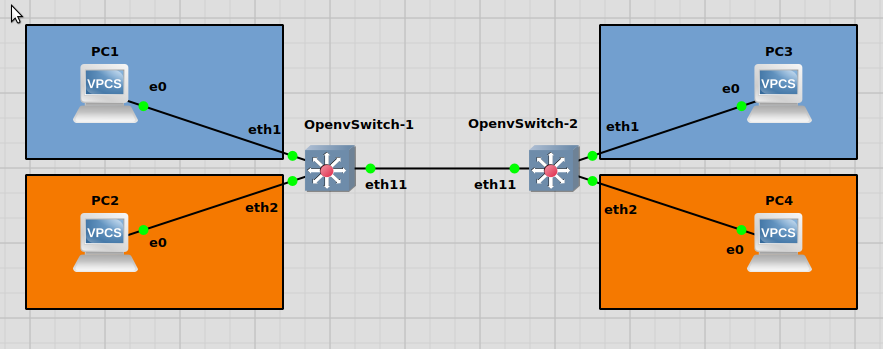 PC1
VPCS
e0
eth1
PC2
VPCS
e0
eth2
OpenvSwitch-1
eth11
OpenvSwitch-2
eth11
PC3
VPCS
e0
eth1
PC4
VPCS
e0
eth2